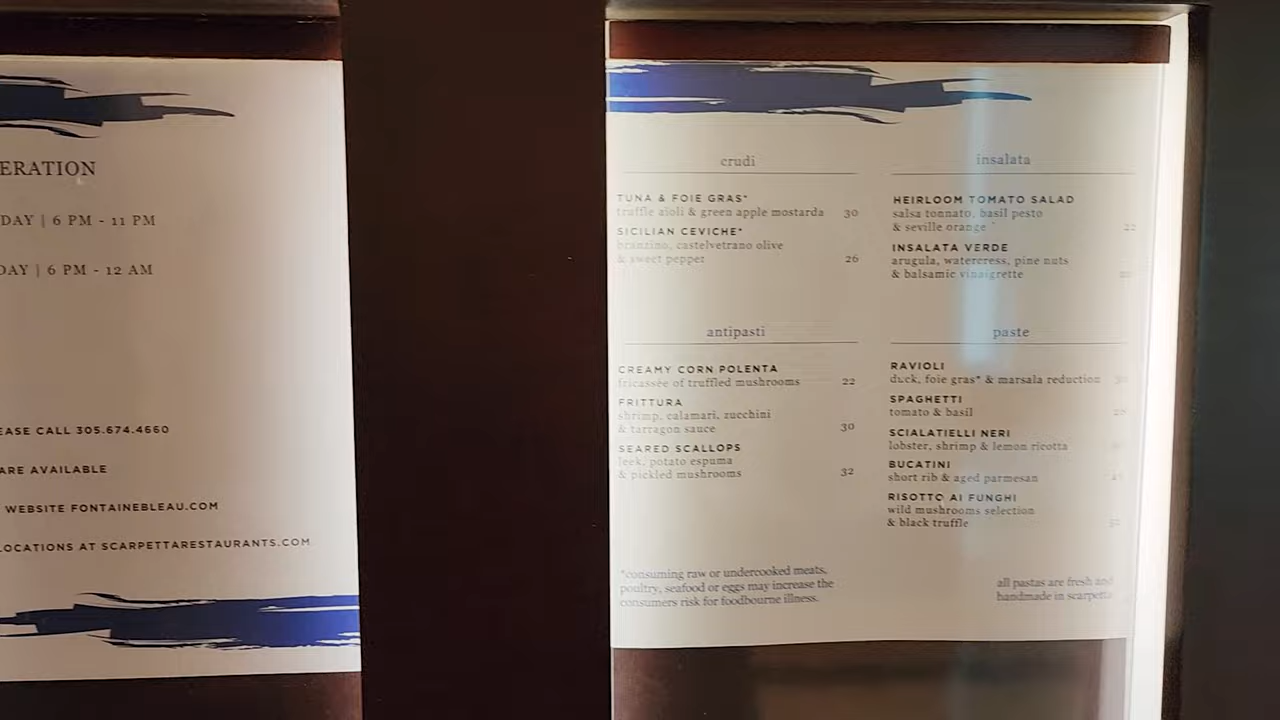 ERATION
DAY | 6 PM - 11 PM
DAY | 6 PM - 12 AM
EASE CALL 305.674.4660
ARE AVAILABLE
WEBSITE FONTAINEBLEAU.COM
LOCATIONS AT SCARPETTARESTAURANTS.COM
crudi
TUNA & FOIE GRAS*
truffle aioli & green apple mostarda 30
SICILIAN CEVICHE*
branzino, castelvetrano olive
& sweet pepper 26
antipasti
CREAMY CORN POLENTA
fricassée of truffled mushrooms 22
FRITTURA
shrimp, calamari, zucchini
& tarragon sauce 30
SEARED SCALLOPS
leek, potato espuma
& pickled mushrooms 32
*consuming raw or undercooked meats,
poultry, seafood or eggs may increase the
consumers risk for foodbourne illness.
insalata
HEIRLOOM TOMATO SALAD
salsa tonnato, basil pesto
& seville orange 22
INSALATA VERDE
arugula, watercress, pine nuts
& balsamic vinaigrette
paste
RAVIOLI
duck, foie gras* & marsala reduction
SPAGHETTI
tomato & basil
SCIALATIELLI NERI
lobster, shrimp & lemon ricotta
BUCATINI
short rib & aged parmesan
RISOTTO AI FUNGHI
wild mushrooms selection
& black truffle
all pastas are fresh and
handmade in scarpetta